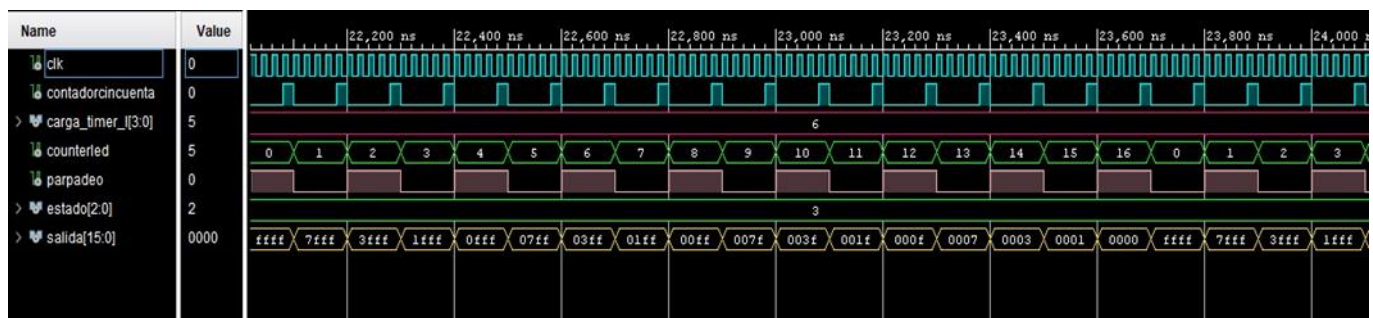 Name Value 22,200 ns 22,400 ns 22,600 ns 22,800 ns 23,000 ns 23,200 ns 23,400 ns 23,600 ns 23,800 ns 24,000
clk 0
contadorcincuenta 0
carga_timer_l[3:0] 5 6
counterled 5 0 1 2 3 4 5 6 7 8 9 10 11 12 13 14 15 16 0 1 2 3
parpadeo 0
estado[2:0] 2 3
salida[15:0] 0000 ffff 7fff 3fff 1fff 0fff 07ff 03ff 01ff 00ff 007f 003f 001f 000f 0007 0003 0001 0000 ffff 7fff 3fff 1fff